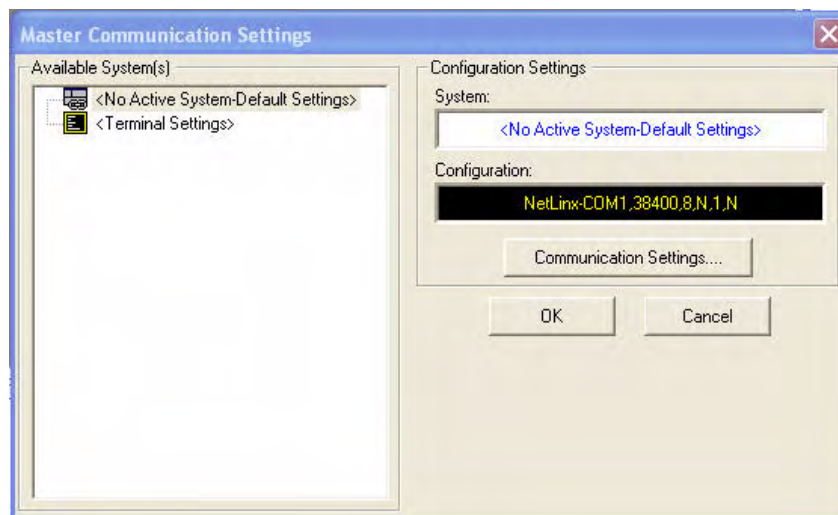 Master Communication Settings
Available System(s)
<No Active System-Default Settings>
<Terminal Settings>
Configuration Settings
System:
<No Active System-Default Settings>
Configuration:
NetLinx-COM1,38400,8,N,1,N
Communication Settings....
OK
Cancel